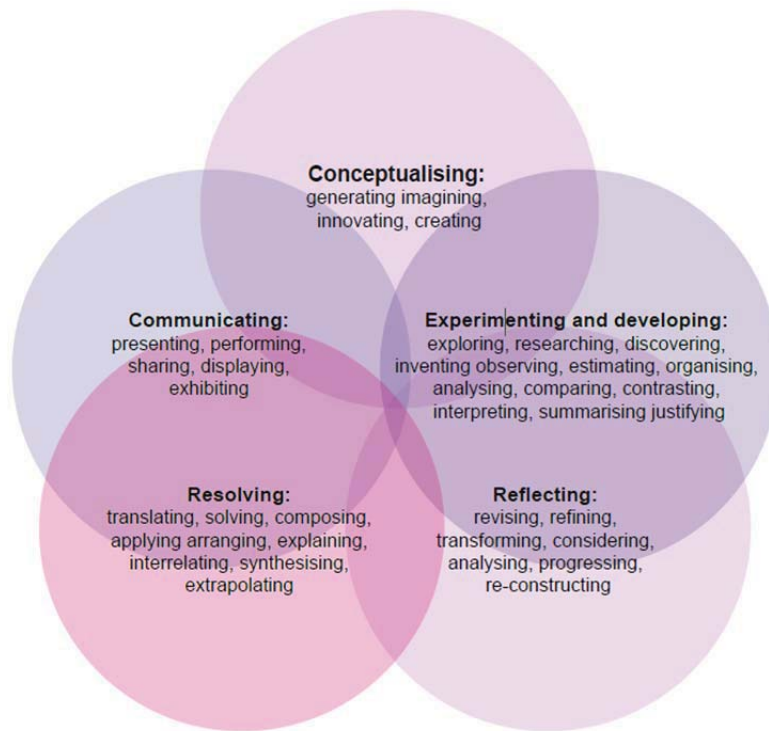 Conceptualising:
generating imagining,
innovating, creating
Communicating:
presenting, performing,
sharing, displaying,
exhibiting
Experimenting and developing:
exploring, researching, discovering,
inventing observing, estimating, organising,
analysing, comparing, contrasting,
interpreting, summarising justifying
Resolving:
translating, solving, composing,
applying arranging, explaining,
interrelating, synthesising,
extrapolating
Reflecting:
revising, refining,
transforming, considering,
analysing, progressing,
re-constructing